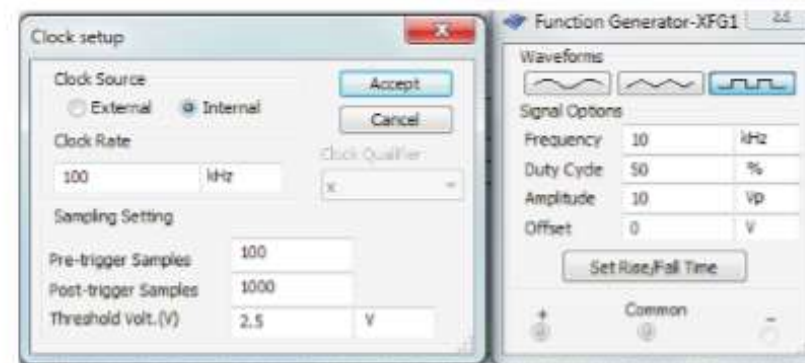 Clock setup
Clock Source
External Internal
Accept
Cancel
Clock Rate
100 kHz
Clock Qualifier
x
Sampling Setting
Pre-trigger Samples 100
Post-trigger Samples 1000
Threshold Volt.(V) 2.5 V
Function Generator-XFG1
Waveforms
Signal Options
Frequency 10 kHz
Duty Cycle 50 %
Amplitude 10 Vp
Offset 0 V
Set Rise/Fall Time
+ Common -